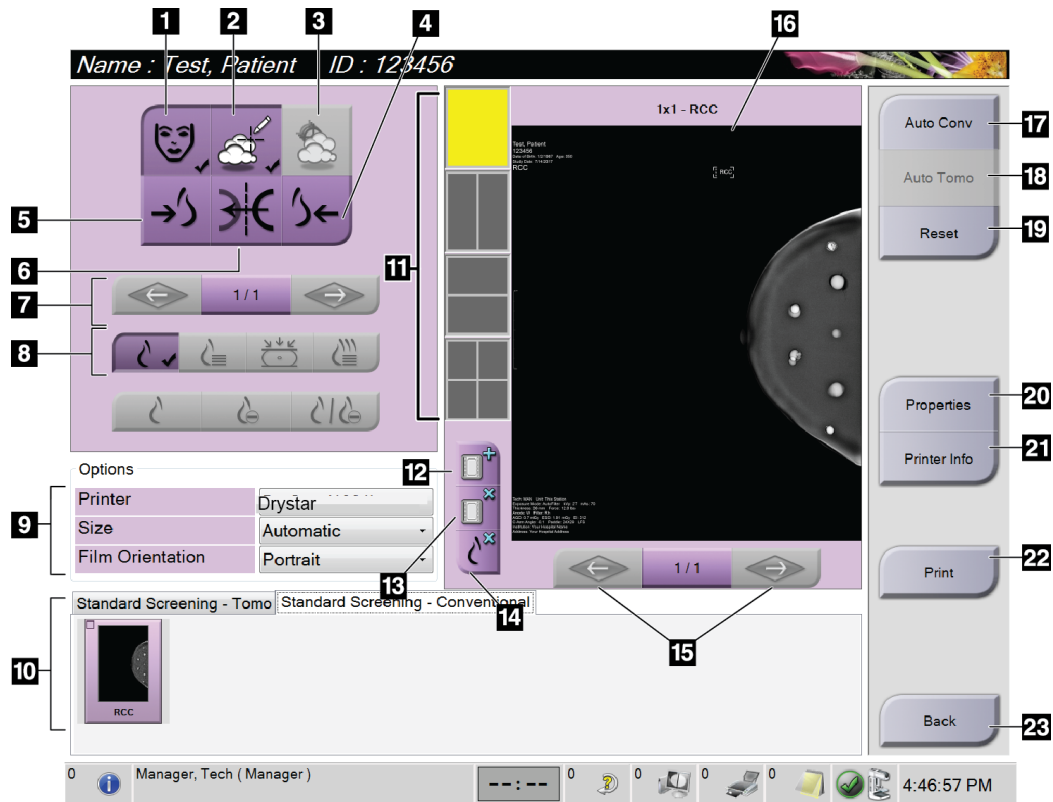 1
2
3
4
16
Name : Test, Patient ID : 123456
1x1 - RCC
Test, Patient
123456
RCC
RCC
Auto Conv
17
Auto Tomo
18
Reset
19
5
6
11
7
1 / 1
8
Properties
20
Printer Info
21
Options
12
9
Printer
Drystar
Size
Automatic
Film Orientation
Portrait
13
14
1 / 1
15
Print
22
Standard Screening - Tomo
Standard Screening - Conventional
10
RCC
Back
23
0
Manager, Tech ( Manager )
--:--
0
0
0
0
4:46:57 PM